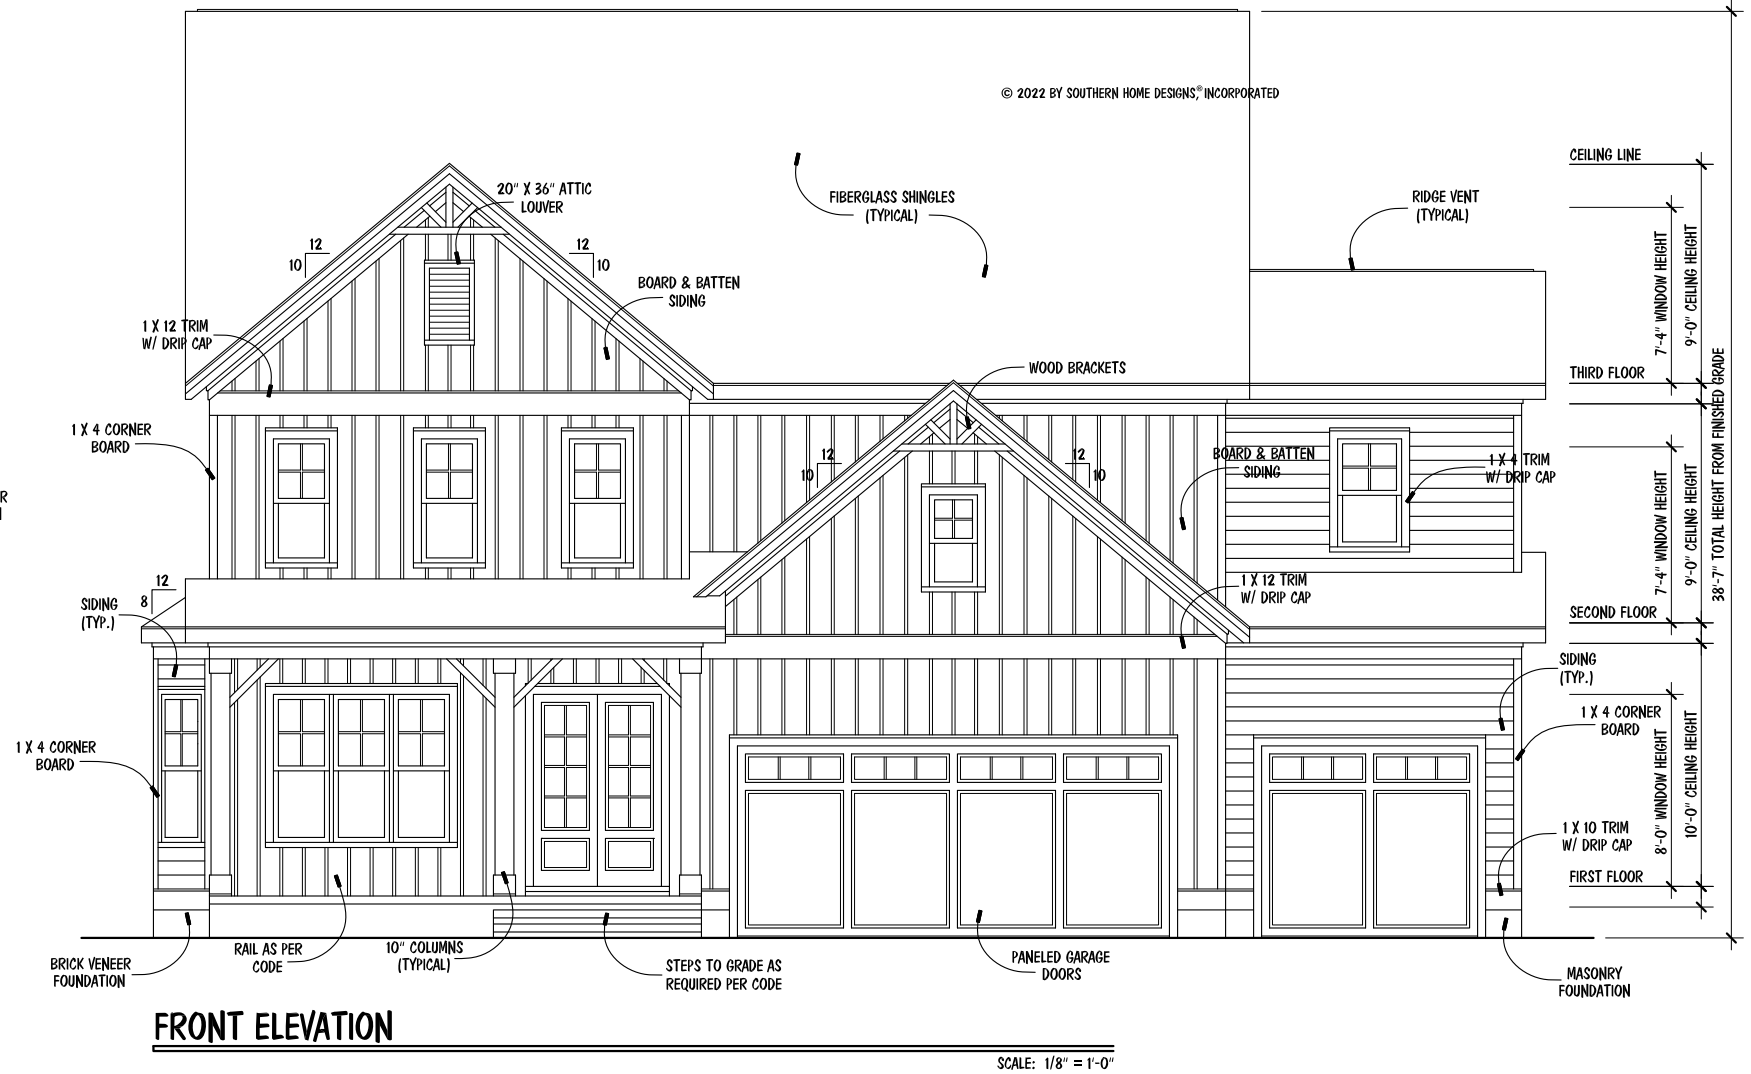 © 2022 BY SOUTHERN HOME DESIGNS,® INCORPORATED
CEILING LINE
20" X 36" ATTIC
LOUVER
FIBERGLASS SHINGLES
(TYPICAL)
RIDGE VENT
(TYPICAL)
12
10
12
10
BOARD & BATTEN
SIDING
1 X 12 TRIM
W/ DRIP CAP
7'-4" WINDOW HEIGHT
9'-0" CEILING HEIGHT
WOOD BRACKETS
THIRD FLOOR
1 X 4 CORNER
BOARD
12
10
12
10
BOARD & BATTEN
SIDING
1 X 4 TRIM
W/ DRIP CAP
7'-4" WINDOW HEIGHT
9'-0" CEILING HEIGHT
38'-7" TOTAL HEIGHT FROM FINISHED GRADE
R
12
8
SIDING
(TYP.)
1 X 12 TRIM
W/ DRIP CAP
SECOND FLOOR
SIDING
(TYP.)
1 X 4 CORNER
BOARD
1 X 4 CORNER
BOARD
8'-0" WINDOW HEIGHT
10'-0" CEILING HEIGHT
1 X 10 TRIM
W/ DRIP CAP
FIRST FLOOR
BRICK VENEER
FOUNDATION
RAIL AS PER
CODE
10" COLUMNS
(TYPICAL)
STEPS TO GRADE AS
REQUIRED PER CODE
PANELED GARAGE
DOORS
MASONRY
FOUNDATION
FRONT ELEVATION
SCALE: 1/8" = 1'-0"